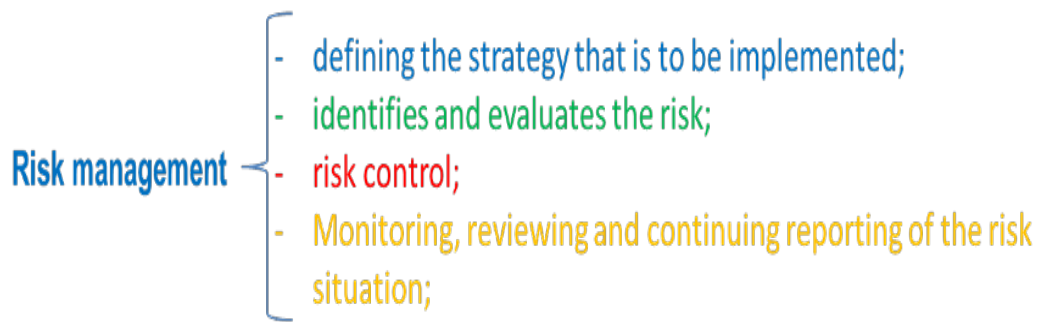 Risk management
- defining the strategy that is to be implemented;
- identifies and evaluates the risk;
- risk control;
- Monitoring, reviewing and continuing reporting of the risk
situation;